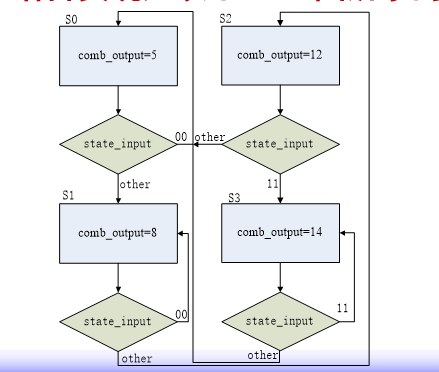 S0
S2
comb_output=5
comb_output=12
state_input
00
other
state_input
other
11
S1
S3
comb_output=8
comb_output=14
state_input
00
state_input
11
other
other